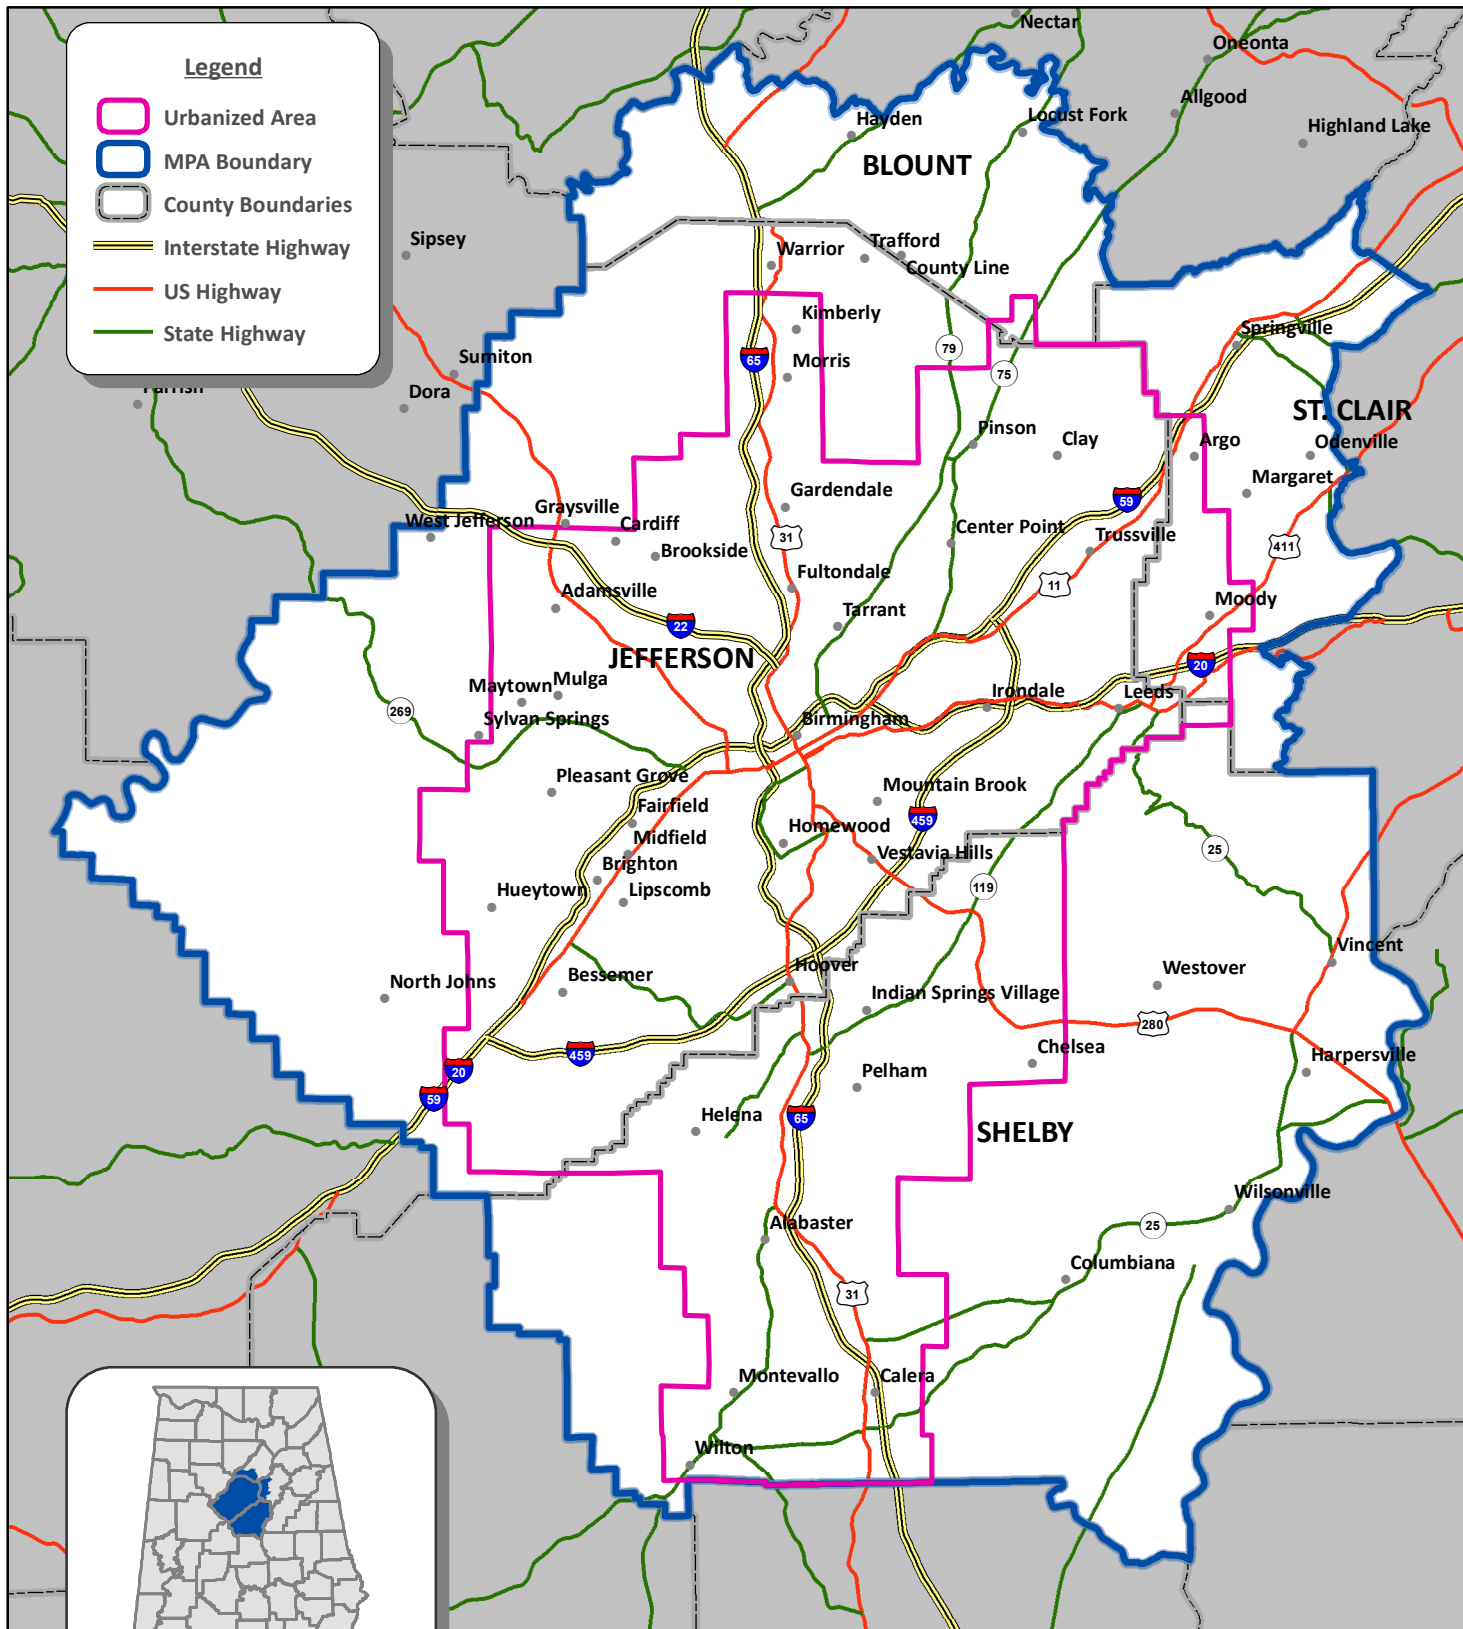 Legend
Urbanized Area
MPA Boundary
County Boundaries
Interstate Highway
US Highway
State Highway
Nectar
Oneonta
Allgood
Highland Lake
Hayden
Locust Fork
BLOUNT
Sipsey
Warrior
Trafford
County Line
Kimberly
Springville
65
79
Morris
75
Sumiton
Dora
ST. CLAIR
Pinson
Clay
Argo
Odenville
Margaret
Gardendale
59
West Jefferson
Graysville
Cardiff
Brookside
31
Center Point
Trussville
411
Fultondale
11
Adamsville
Tarrant
Moody
22
JEFFERSON
20
Maytown
Mulga
Irondale
Leeds
269
Sylvan Springs
Birmingham
Pleasant Grove
Mountain Brook
Fairfield
459
Midfield
Homewood
25
Vestavia Hills
Brighton
Hueytown
Lipscomb
119
Vincent
North Johns
Bessemer
Hoover
Westover
Indian Springs Village
280
Chelsea
Harpersville
459
20
59
Pelham
Helena
65
SHELBY
Wilsonville
Alabaster
25
Columbiana
31
Montevallo
Calera
Wilton